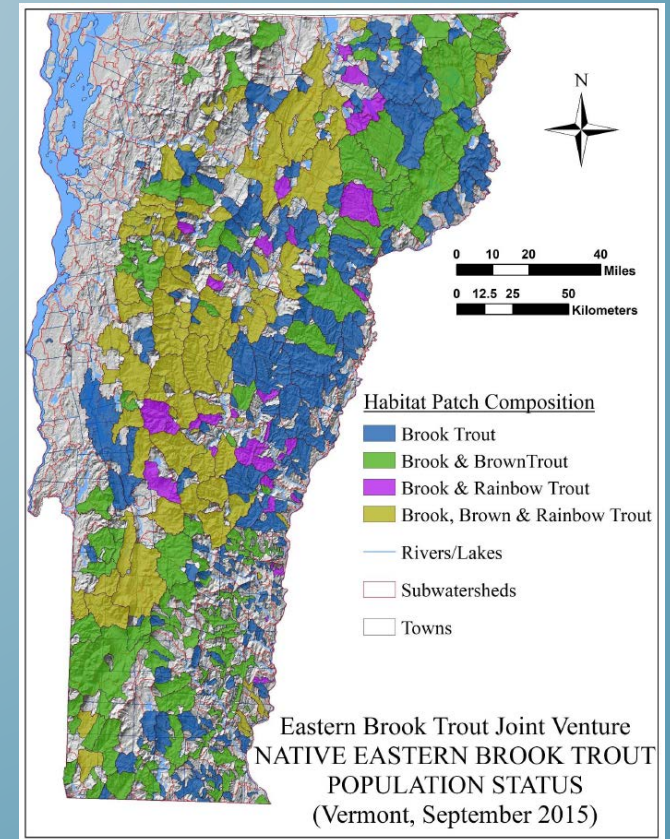 N
0 10 20 40
Miles
0 12.5 25 50
Kilometers
Habitat Patch Composition
Brook Trout
Brook & BrownTrout
Brook & Rainbow Trout
Brook, Brown & Rainbow Trout
Rivers/Lakes
Subwatersheds
Towns
Eastern Brook Trout Joint Venture
NATIVE EASTERN BROOK TROUT
POPULATION STATUS
(Vermont, September 2015)